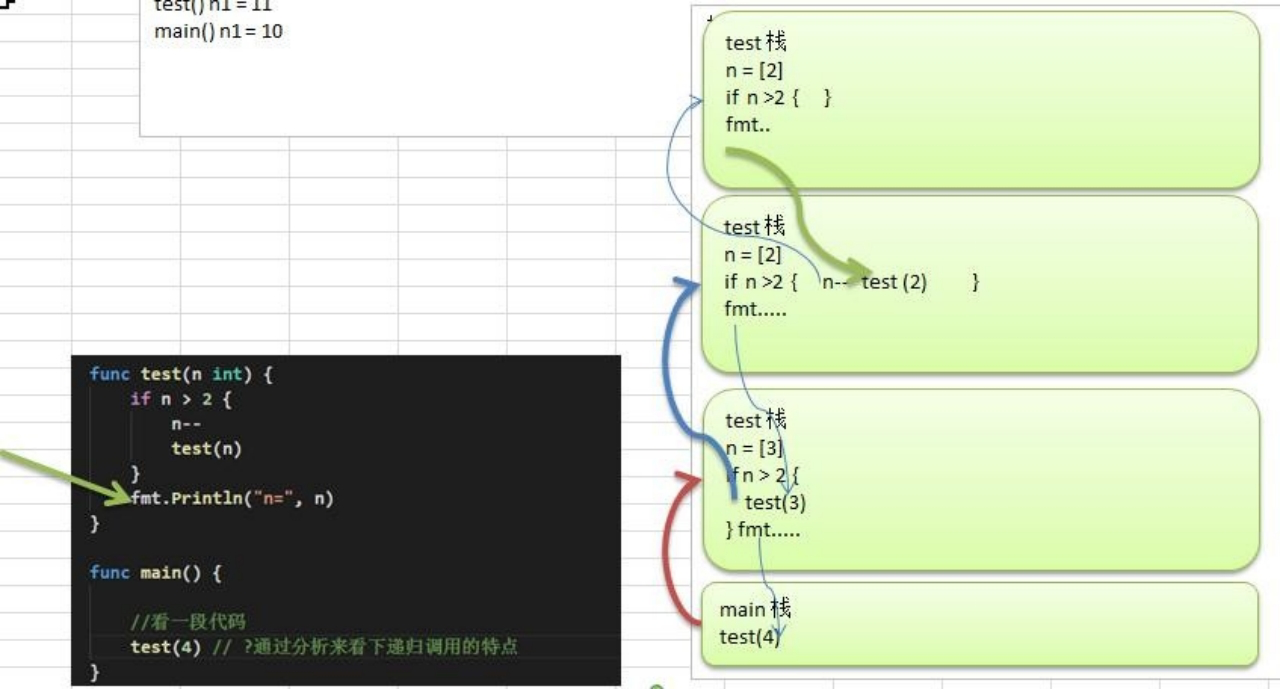 test() n1 = 11
main() n1 = 10
test 栈
n = [2]
if n >2 { }
fmt..
test 栈
n = [2]
if n >2 { n-- test (2) }
fmt.....
test 栈
n = [3]
if n > 2 {
test(3)
} fmt.....
main 栈
test(4)
func test(n int) {
if n > 2 {
n--
test(n)
}
fmt.Println("n=", n)
}
func main() {
//看一段代码
test(4) // ?通过分析来看下递归调用的特点
}